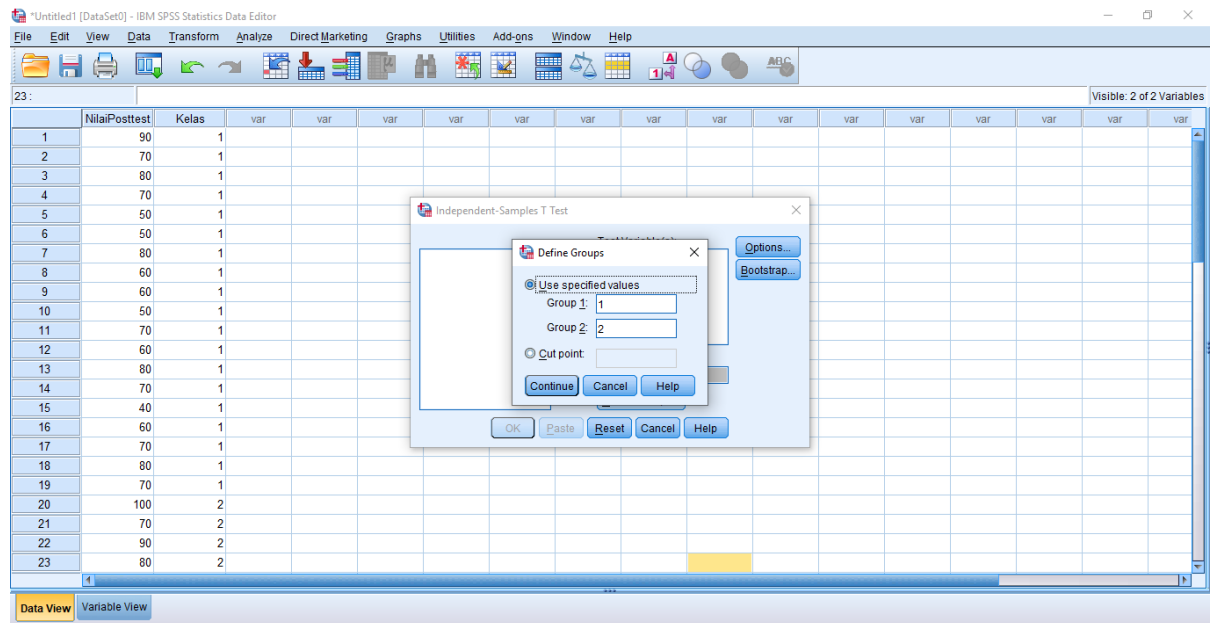 *Untitled1 [DataSet0] - IBM SPSS Statistics Data Editor
File Edit View Data Transform Analyze Direct Marketing Graphs Utilities Add-ons Window Help
23 :
Visible: 2 of 2 Variables
NilaiPosttest Kelas var var var var var var var var var var var var var var var
1 90 1
2 70 1
3 80 1
4 70 1
5 50 1
6 50 1
7 80 1
8 60 1
9 60 1
10 50 1
11 70 1
12 60 1
13 80 1
14 70 1
15 40 1
16 60 1
17 70 1
18 80 1
19 70 1
20 100 2
21 70 2
22 90 2
23 80 2
Independent-Samples T Test
Options...
Bootstrap...
Define Groups
Use specified values
Group 1: 1
Group 2: 2
Cut point:
Continue Cancel Help
OK Paste Reset Cancel Help
Data View Variable View